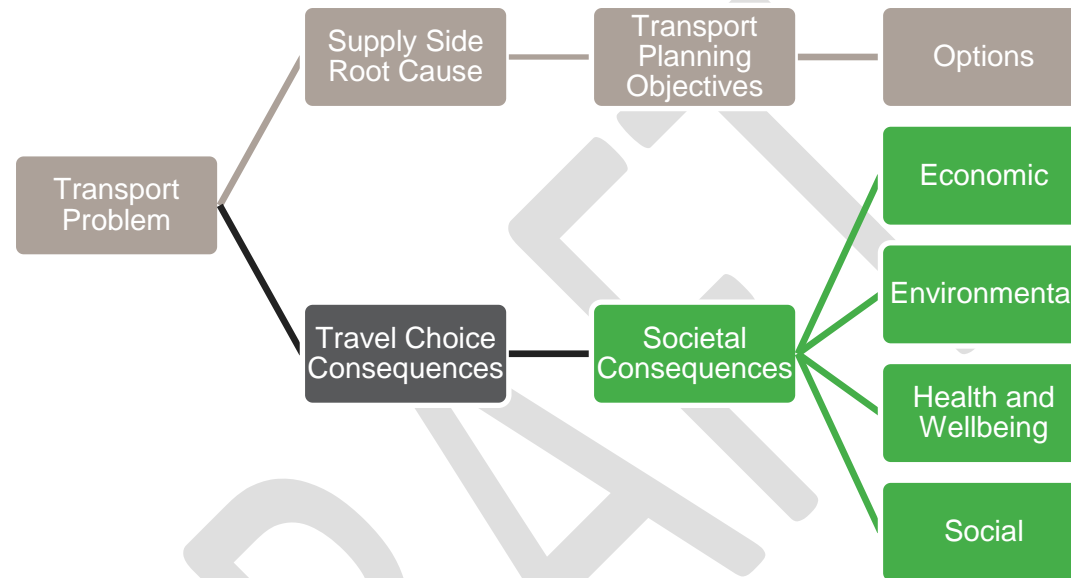 Supply Side
Root Cause
Transport
Planning
Objectives
Options
Transport
Problem
Economic
Environmenta
Travel Choice
Consequences
Societal
Consequences
Health and
Wellbeing
Social